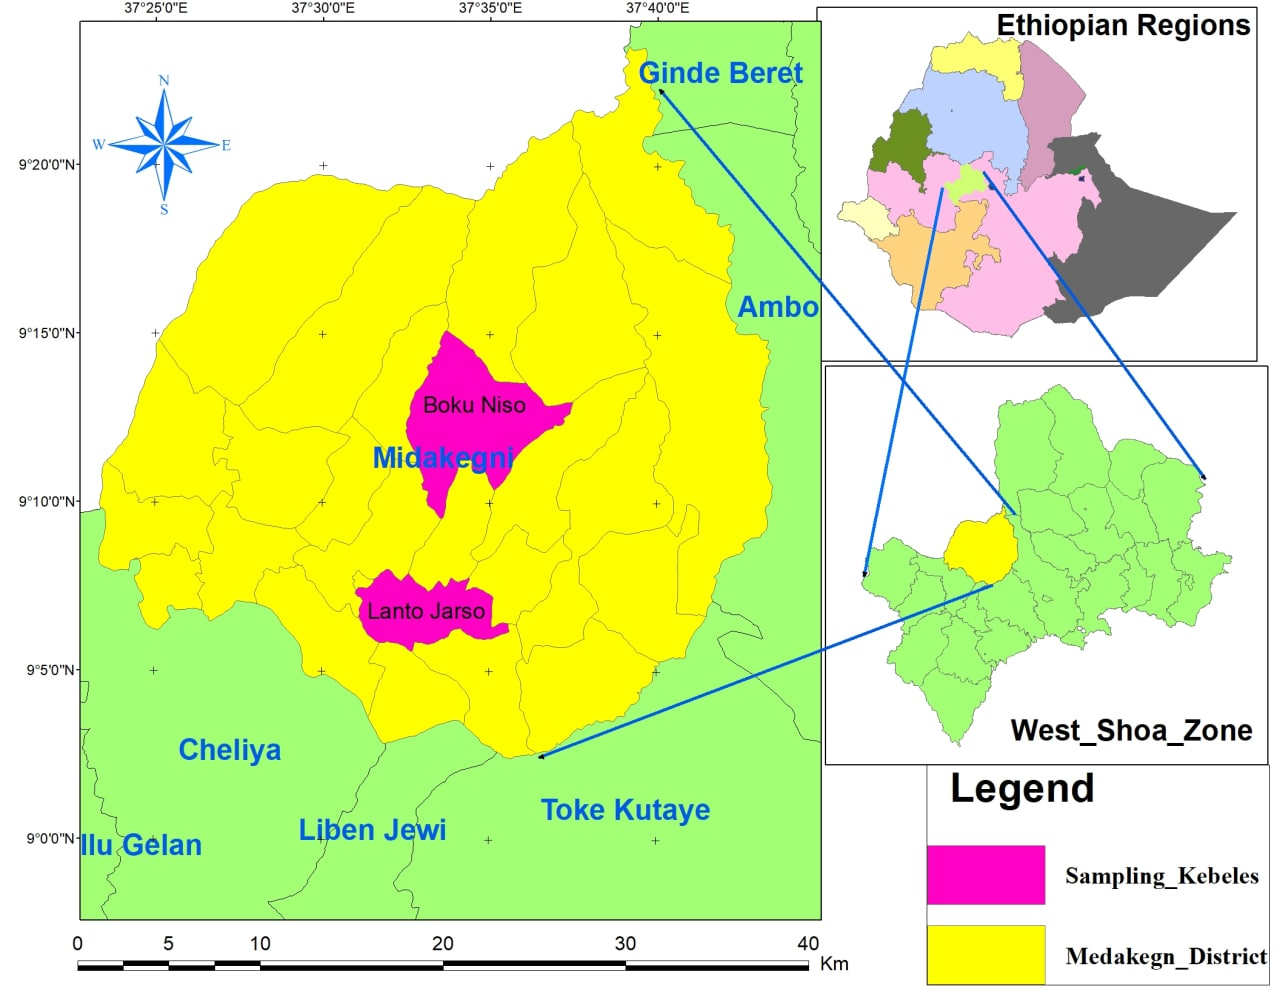 37°25'0"E
37°30'0"E
37°35'0"E
37°40'0"E
Ethiopian Regions
Ginde Beret
N
W
E
S
9°20'0"N
Ambo
9°15'0"N
Boku Niso
Midakegni
9°10'0"N
Lanto Jarso
9°5'0"N
West_Shoa_Zone
Cheliya
Legend
Toke Kutaye
Liben Jewi
9°0'0"N
Ilu Gelan
Sampling_Kebeles
Medakegn_District
0
5
10
20
30
40
Km